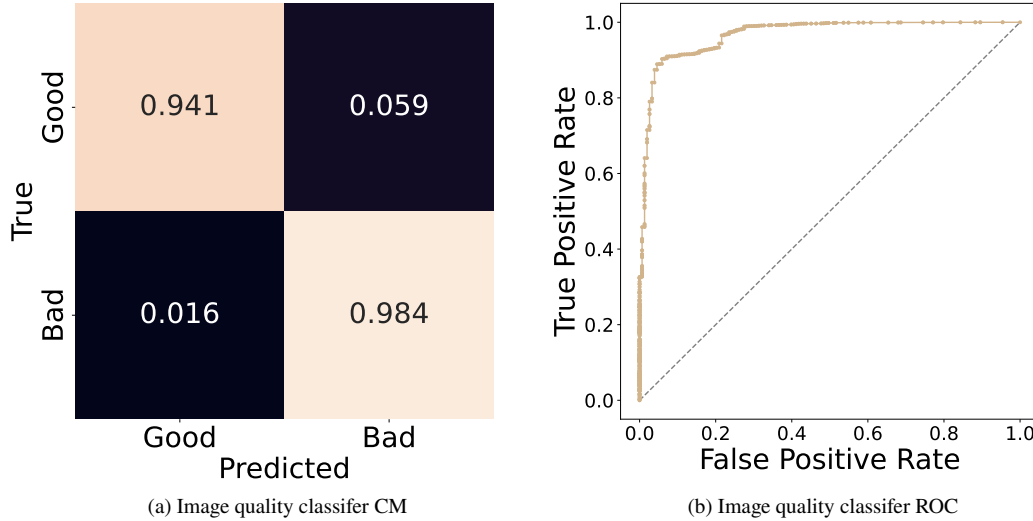 Good
0.941
0.059
True
Bad
0.016
0.984
Good
Bad
Predicted
(a) Image quality classifer CM
1.0
0.8
0.6
0.4
0.2
0.0
True Positive Rate
0.0 0.2 0.4 0.6 0.8 1.0
False Positive Rate
(b) Image quality classifer ROC